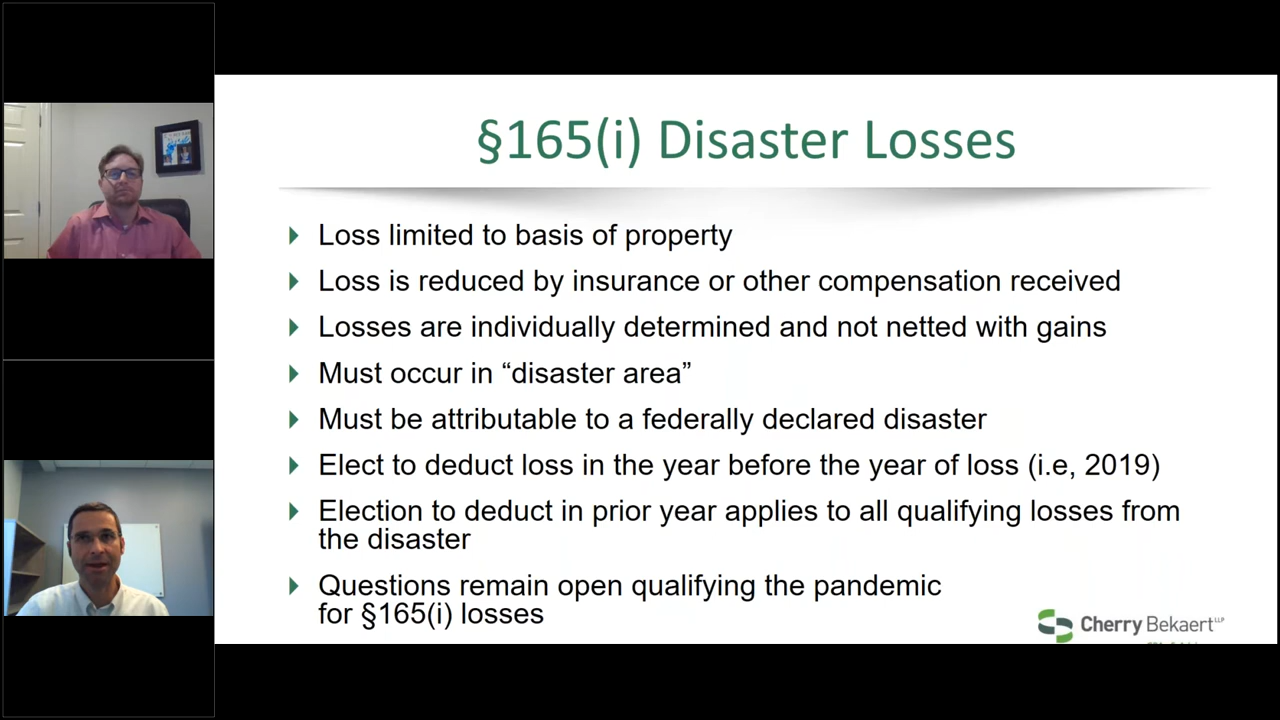 §165(i) Disaster Losses
Loss limited to basis of property
Loss is reduced by insurance or other compensation received
Losses are individually determined and not netted with gains
Must occur in “disaster area”
Must be attributable to a federally declared disaster
Elect to deduct loss in the year before the year of loss (i.e, 2019)
Election to deduct in prior year applies to all qualifying losses from
the disaster
Questions remain open qualifying the pandemic
for §165(i) losses
Cherry Bekaert LLP